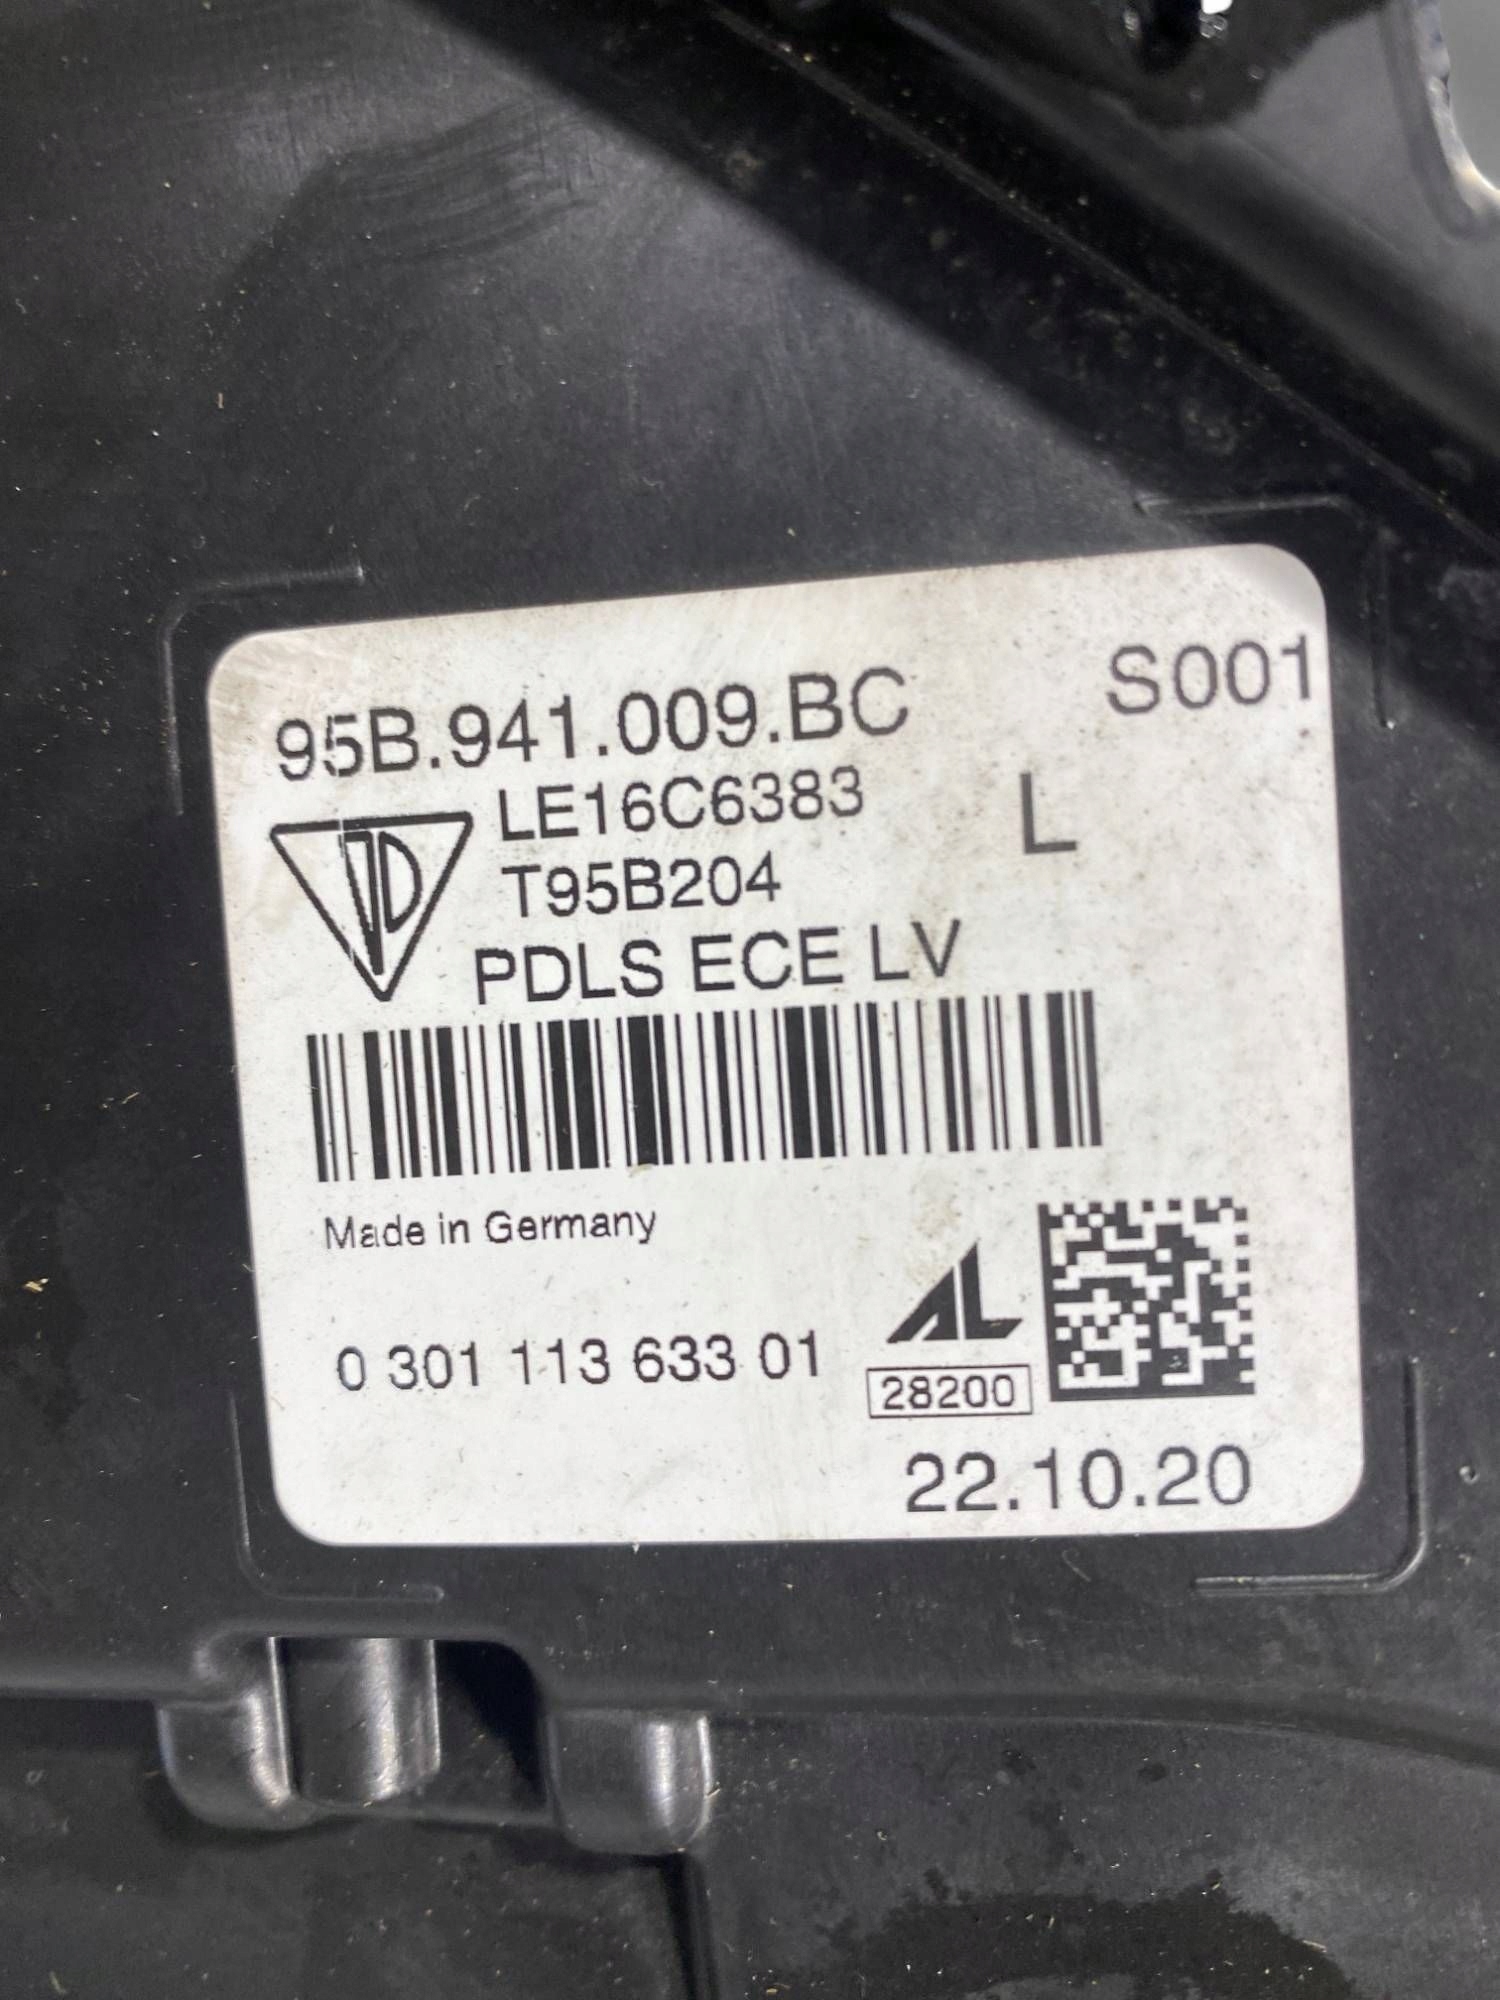 95B.941.009.BC S001
LE16C6383 L
T95B204
PDLS ECE LV
Made in Germany
AL
0 301 113 633 01
28200
22.10.20